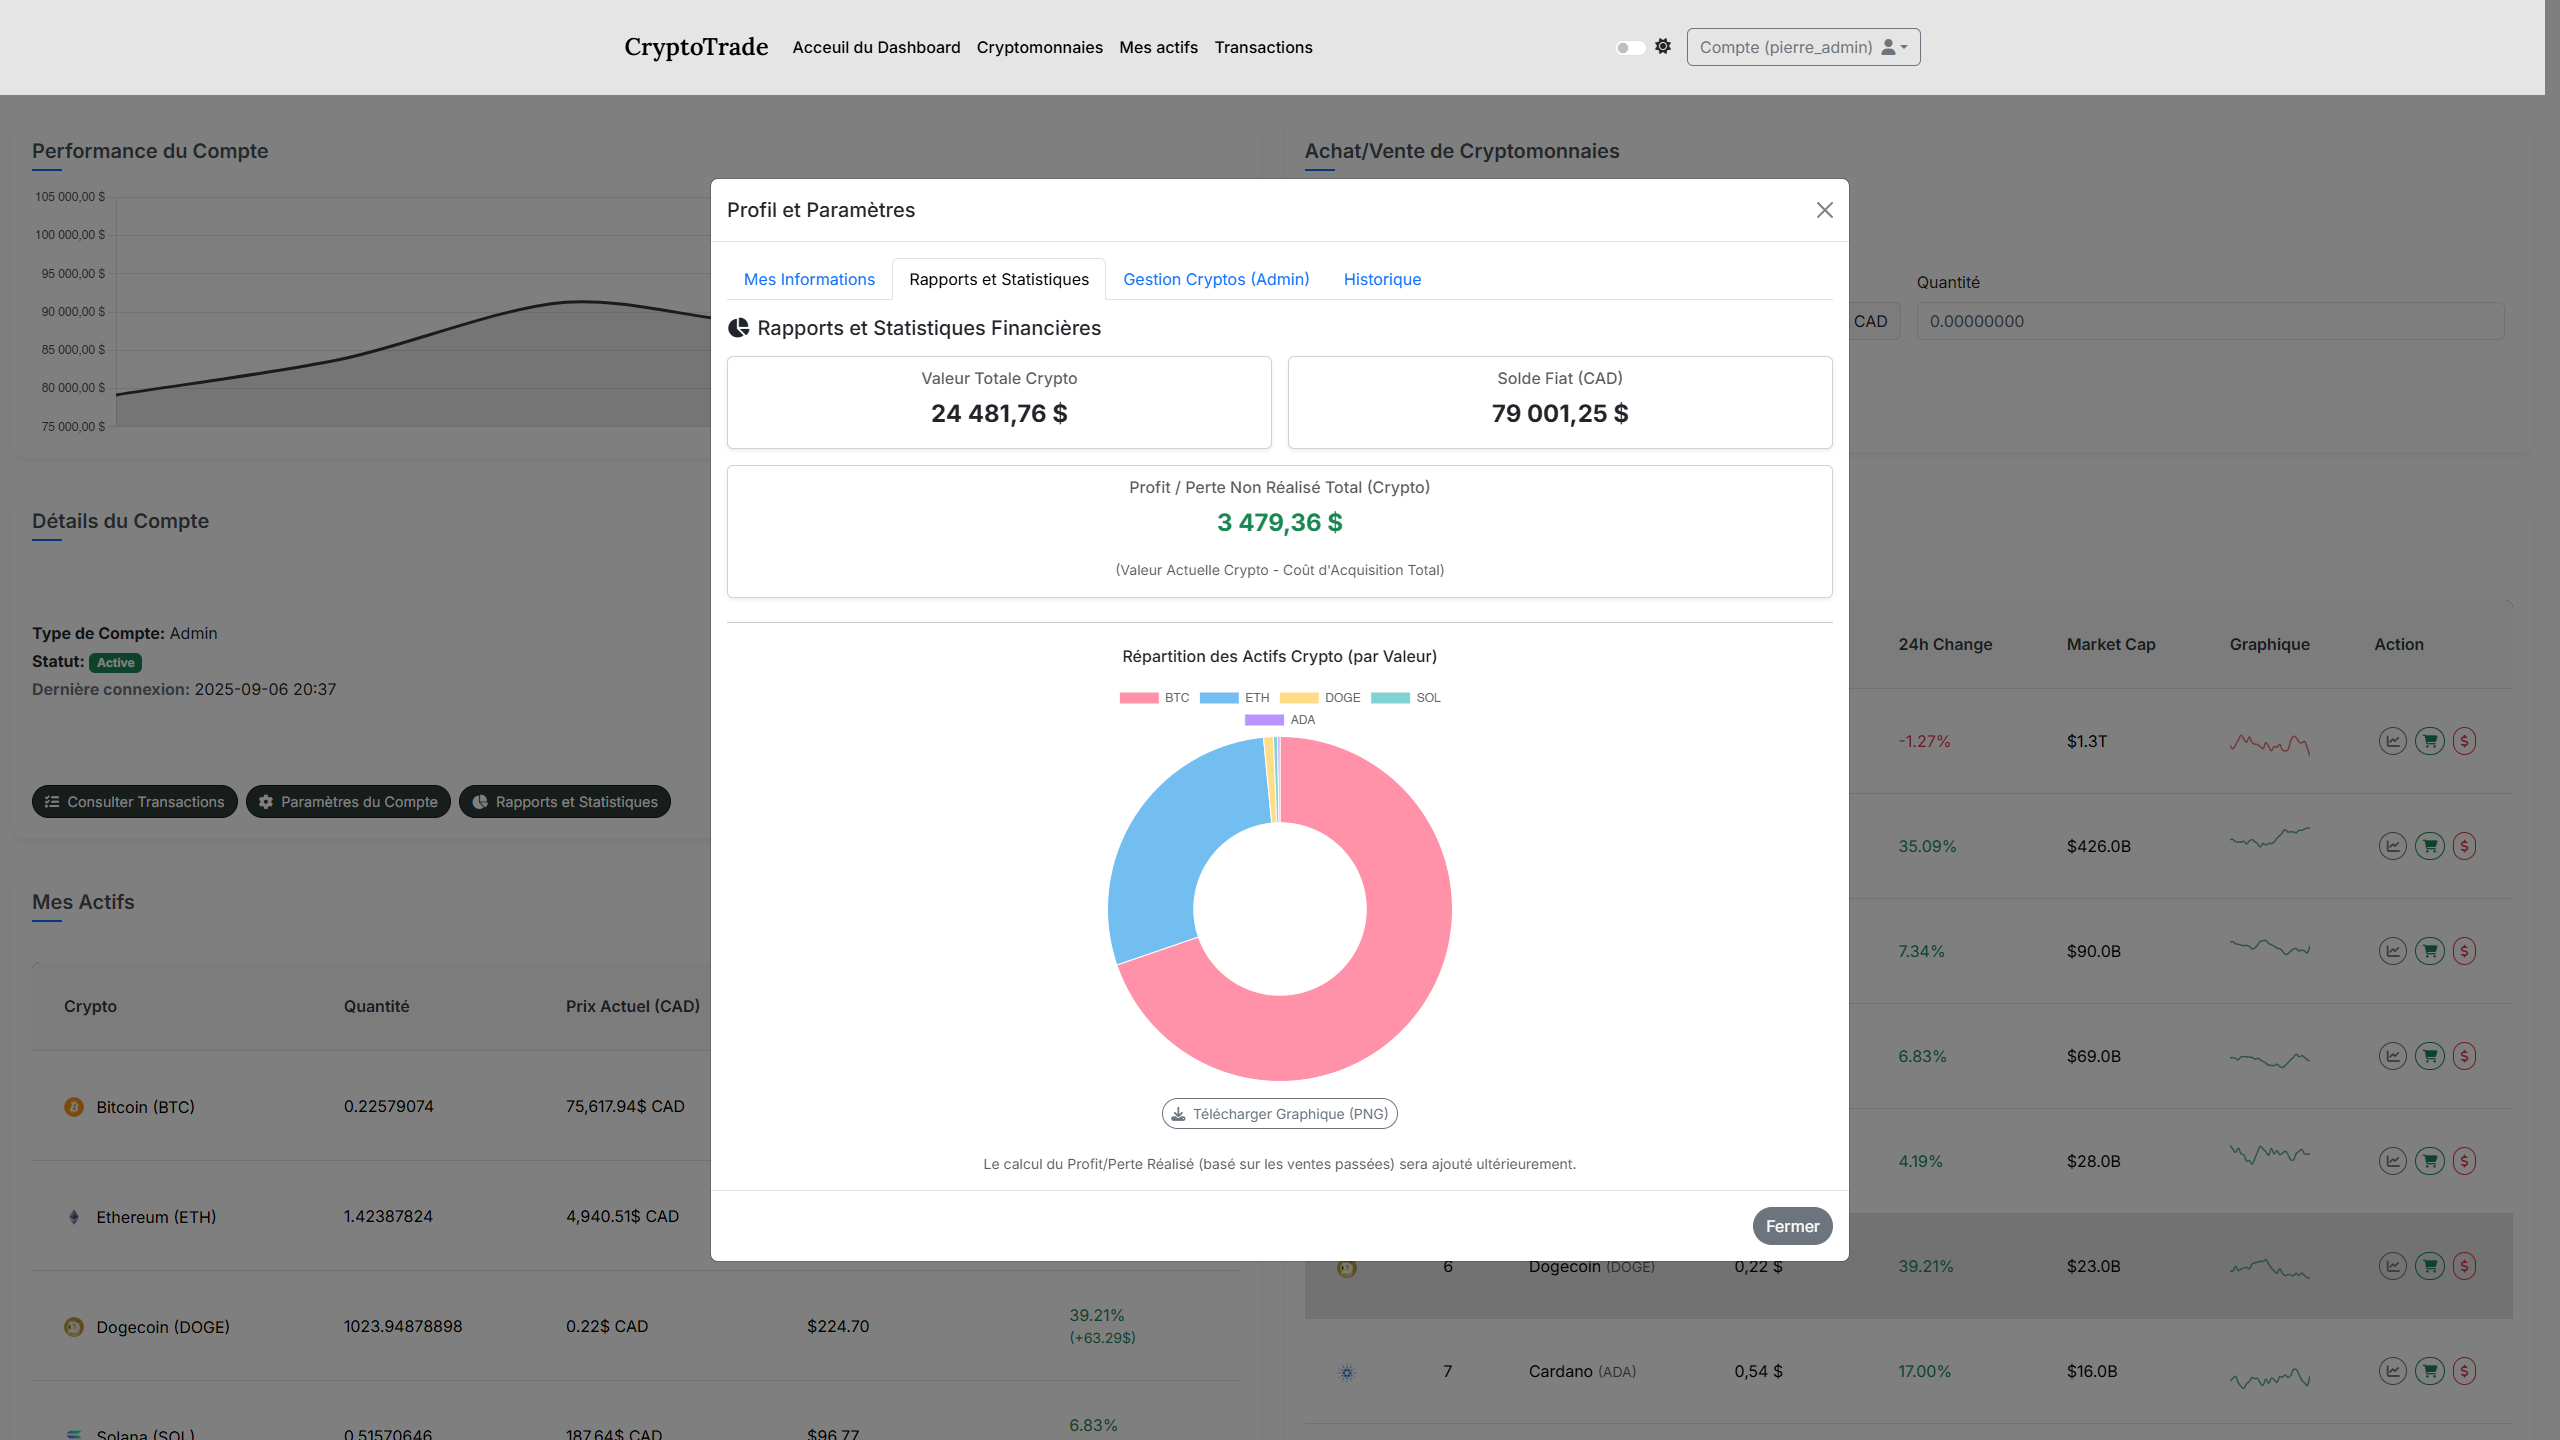 CryptoTrade Acceuil du Dashboard Cryptomonnaies Mes actifs Transactions Compte (pierre_admin)
Performance du Compte
105 000,00 $
100 000,00 $
95 000,00 $
90 000,00 $
85 000,00 $
80 000,00 $
75 000,00 $
Achat/Vente de Cryptomonnaies
CAD
Quantité
0.00000000
Détails du Compte
Type de Compte: Admin
Statut: Active
Dernière connexion: 2025-09-06 20:37
Consulter Transactions Paramètres du Compte Rapports et Statistiques
Mes Actifs
Crypto Quantité Prix Actuel (CAD)
Bitcoin (BTC) 0.22579074 75,617.94$ CAD
Ethereum (ETH) 1.42387824 4,940.51$ CAD
Dogecoin (DOGE) 1023.94878898 0.22$ CAD $224.70 39.21%
(+63.29$)
Solana (SOL) 0.51570646 187.64$ CAD $96.77 6.83%
Profil et Paramètres
Mes Informations Rapports et Statistiques Gestion Cryptos (Admin) Historique
Rapports et Statistiques Financières
Valeur Totale Crypto
24 481,76 $
Solde Fiat (CAD)
79 001,25 $
Profit / Perte Non Réalisé Total (Crypto)
3 479,36 $
(Valeur Actuelle Crypto - Coût d'Acquisition Total)
Répartition des Actifs Crypto (par Valeur)
BTC ETH DOGE SOL
ADA
Télécharger Graphique (PNG)
Le calcul du Profit/Perte Réalisé (basé sur les ventes passées) sera ajouté ultérieurement.
Fermer
24h Change Market Cap Graphique Action
-1.27% $1.3T
35.09% $426.0B
7.34% $90.0B
6.83% $69.0B
4.19% $28.0B
6 Dogecoin (DOGE) 0,22 $ 39.21% $23.0B
7 Cardano (ADA) 0,54 $ 17.00% $16.0B